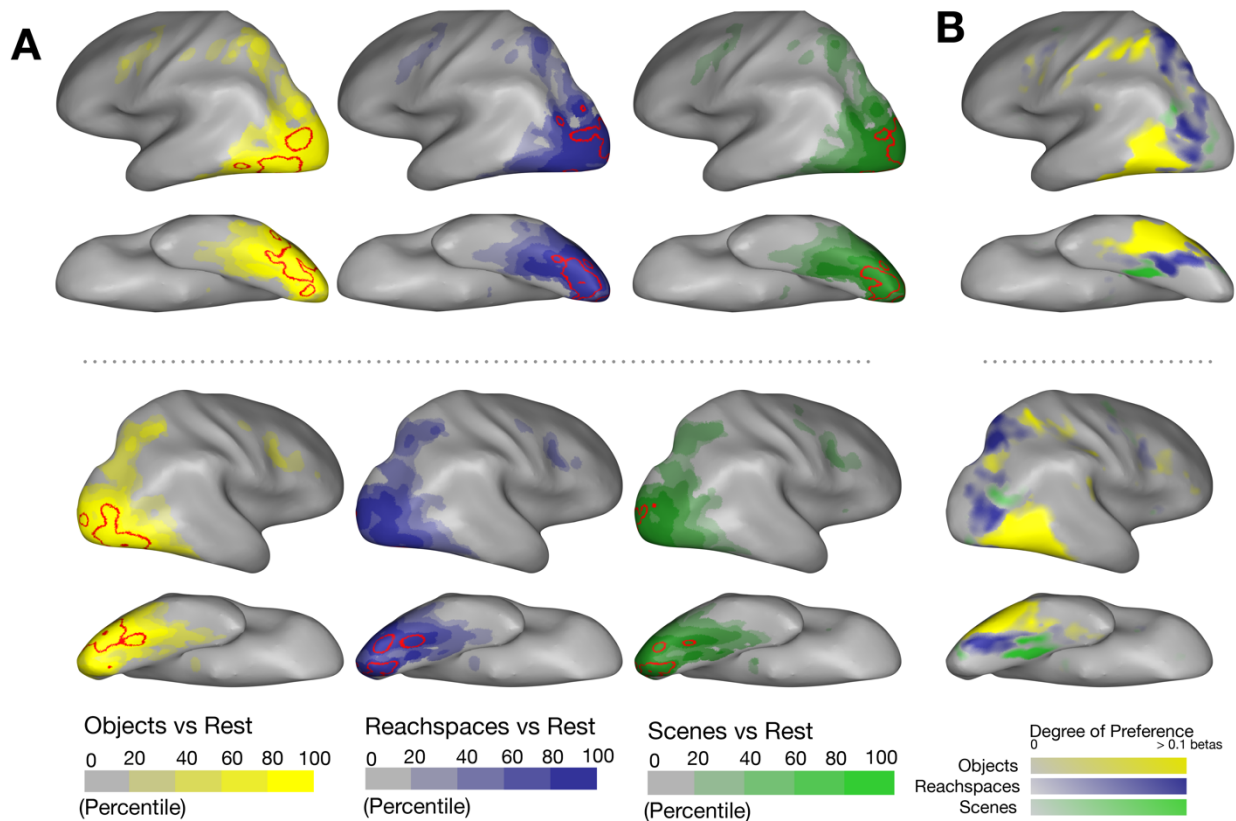 A
B
Objects vs Rest
0 20 40 60 80 100
(Percentile)
Reachspaces vs Rest
0 20 40 60 80 100
(Percentile)
Scenes vs Rest
0 20 40 60 80 100
(Percentile)
Degree of Preference
0 > 0.1 betas
Objects
Reachspaces
Scenes